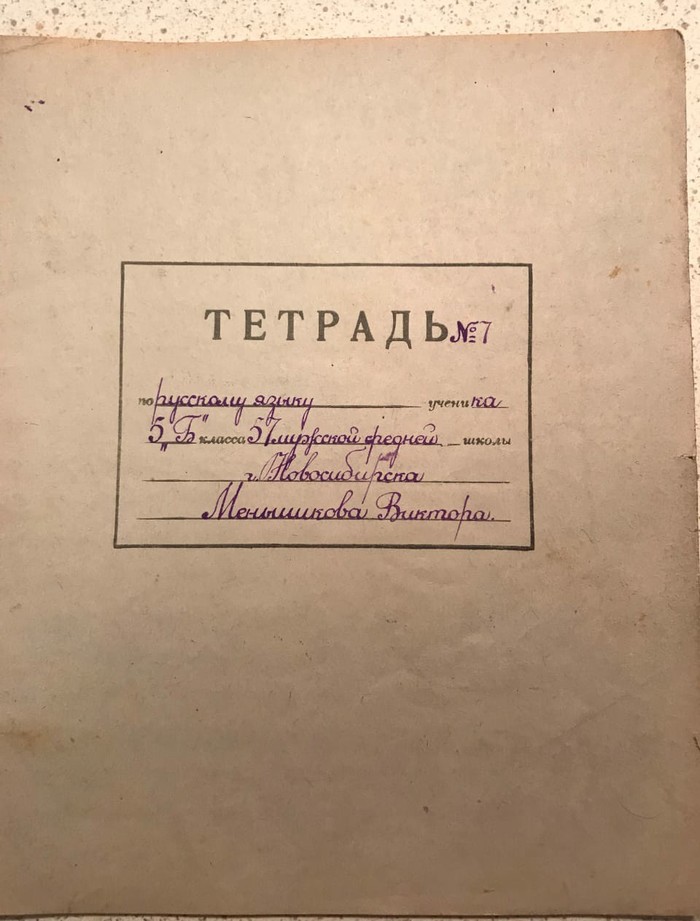 ТЕТРАДЬ №7
по русскому языку ученика
5 „Б" класса 57 мужской средней школы
г. Новосибирска
Меньшикова Виктора.